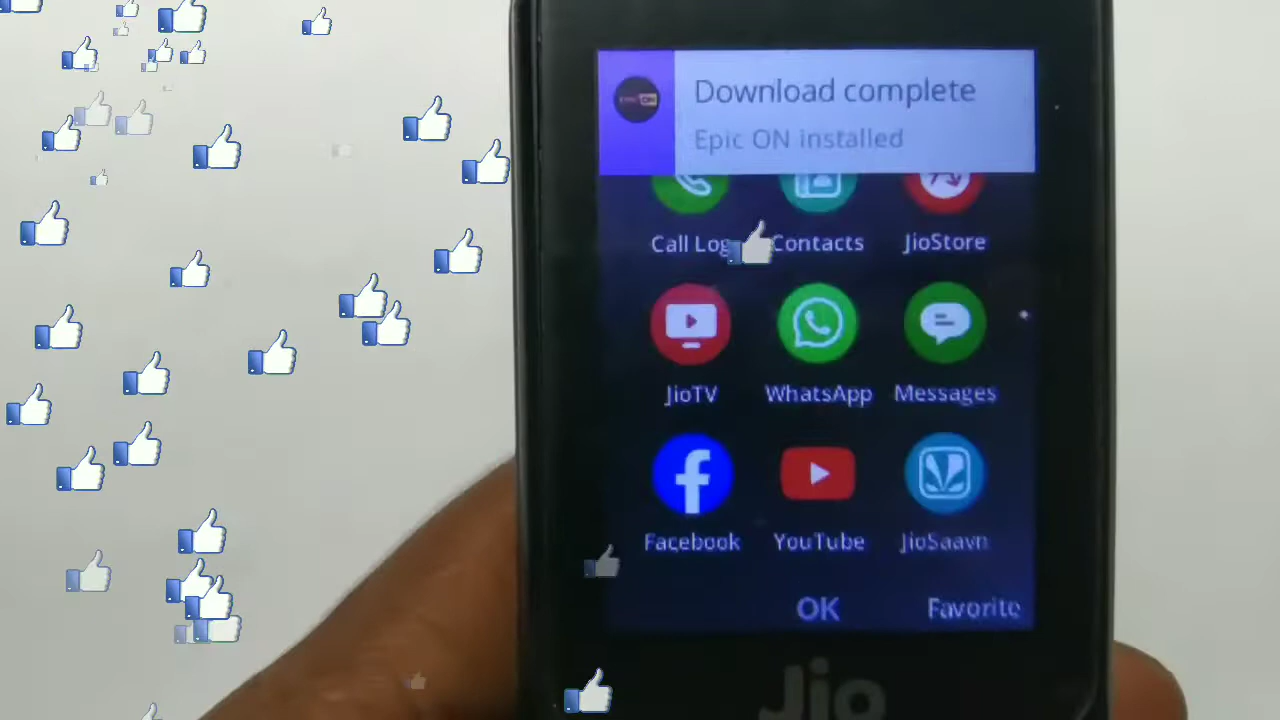 Download complete
Epic ON installed
Call Log Contacts JioStore
JioTV WhatsApp Messages
Facebook YouTube JioSaavn
OK Favorite
Jio